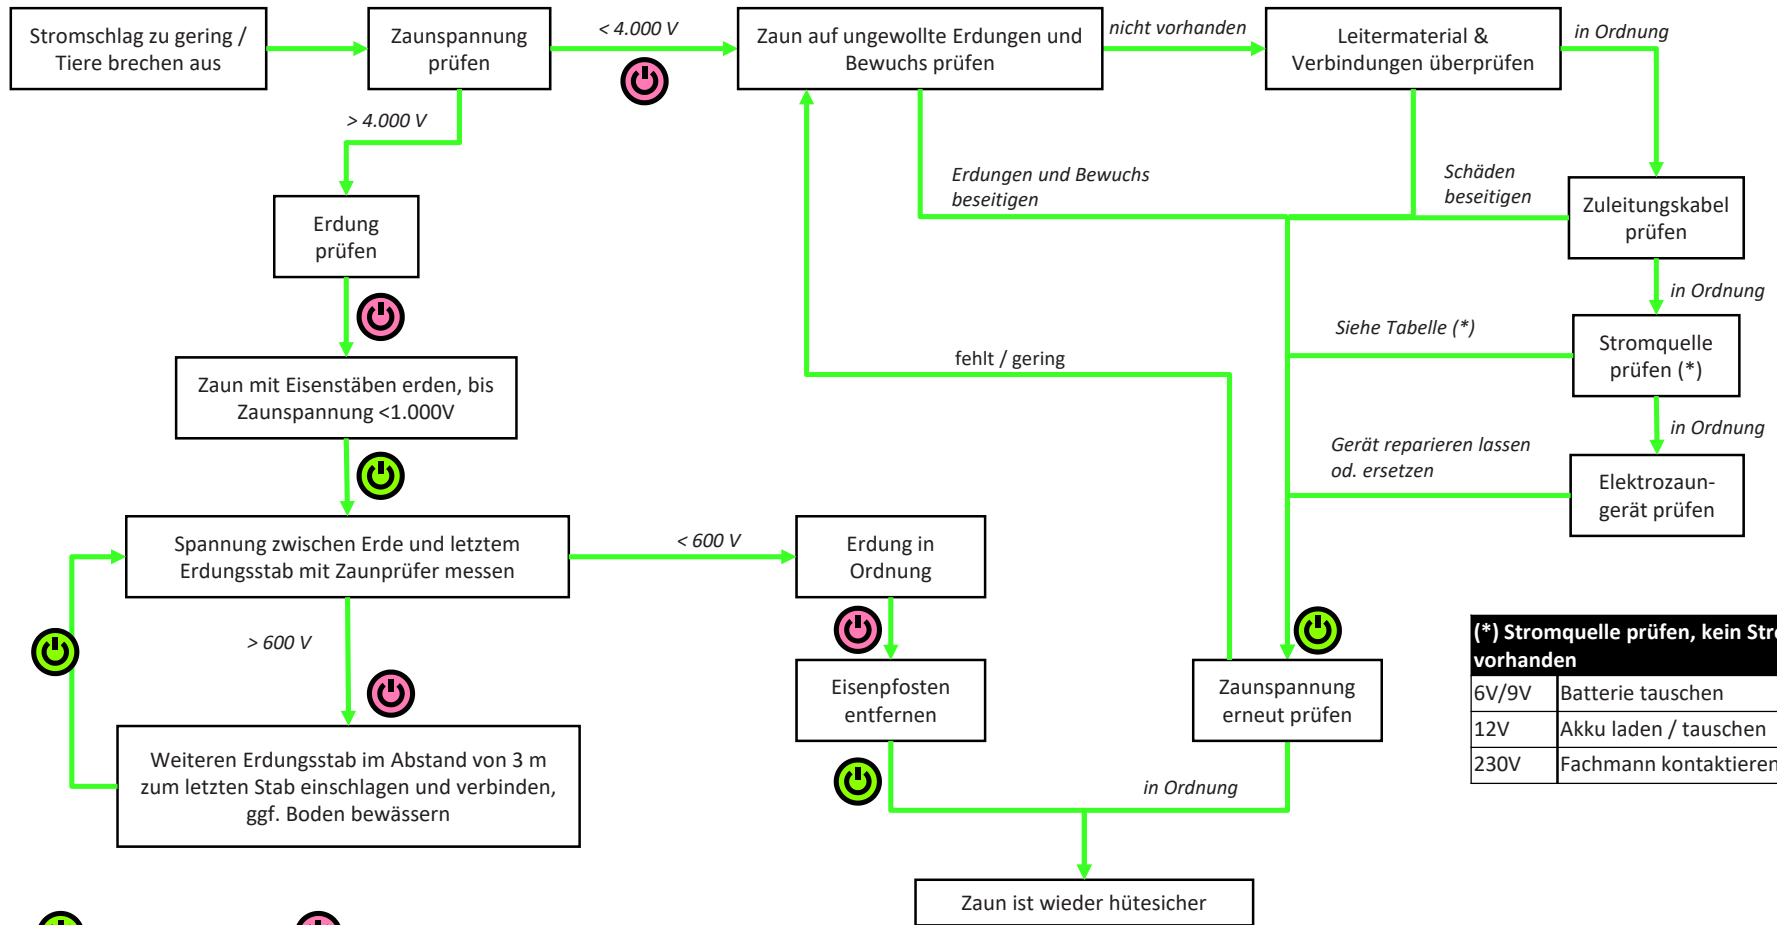 Stromschlag zu gering /
Tiere brechen aus
Zaunspannung
prüfen
< 4.000 V
Zaun auf ungewollte Erdungen und
Bewuchs prüfen
nicht vorhanden
Leitermaterial &
Verbindungen überprüfen
in Ordnung
> 4.000 V
Erdung
prüfen
Erdungen und Bewuchs
beseitigen
Schäden
beseitigen
Zuleitungskabel
prüfen
in Ordnung
Siehe Tabelle (*)
Stromquelle
prüfen (*)
fehlt / gering
Zaun mit Eisenstäben erden, bis
Zaunspannung <1.000V
in Ordnung
Gerät reparieren lassen
od. ersetzen
Elektrozaun-
gerät prüfen
Spannung zwischen Erde und letztem
Erdungsstab mit Zaunprüfer messen
< 600 V
Erdung in
Ordnung
> 600 V
Eisenpfosten
entfernen
Zaunspannung
erneut prüfen
(*) Stromquelle prüfen, kein Stro
vorhanden
6V/9V Batterie tauschen
12V Akku laden / tauschen
230V Fachmann kontaktieren
Weiteren Erdungsstab im Abstand von 3 m
zum letzten Stab einschlagen und verbinden,
ggf. Boden bewässern
in Ordnung
Zaun ist wieder hütesicher